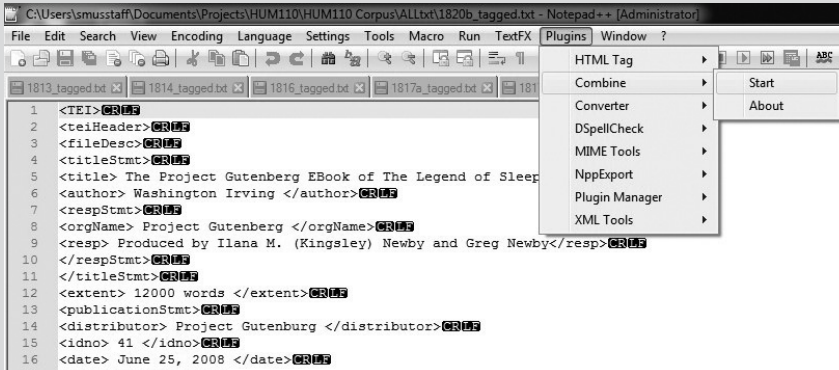 C:\Users\smusstaff\Documents\Projects\HUM110\HUM110 Corpus\ALLtxt\1820b_tagged.txt - Notepad++ [Administrator]
File Edit Search View Encoding Language Settings Tools Macro Run TextFX Plugins Window ?
ABC
1813_tagged.txt 1814_tagged.txt 1816_tagged.txt 1817a_tagged.txt 181
HTML Tag
Combine
Converter
DSpellCheck
MIME Tools
NppExport
Plugin Manager
XML Tools
Start
About
1 <TEI>CRLF
2 <teiHeader>CRLF
3 <fileDesc>CRLF
4 <titleStmt>CRLF
5 <title> The Project Gutenberg EBook of The Legend of Sleep
6 <author> Washington Irving </author>CRLF
7 <respStmt>CRLF
8 <orgName> Project Gutenberg </orgName>CRLF
9 <resp> Produced by Ilana M. (Kingsley) Newby and Greg Newby</resp>CRLF
10 </respStmt>CRLF
11 </titleStmt>CRLF
12 <extent> 12000 words </extent>CRLF
13 <publicationStmt>CRLF
14 <distributor> Project Gutenburg </distributor>CRLF
15 <idno> 41 </idno>CRLF
16 <date> June 25, 2008 </date>CRLF